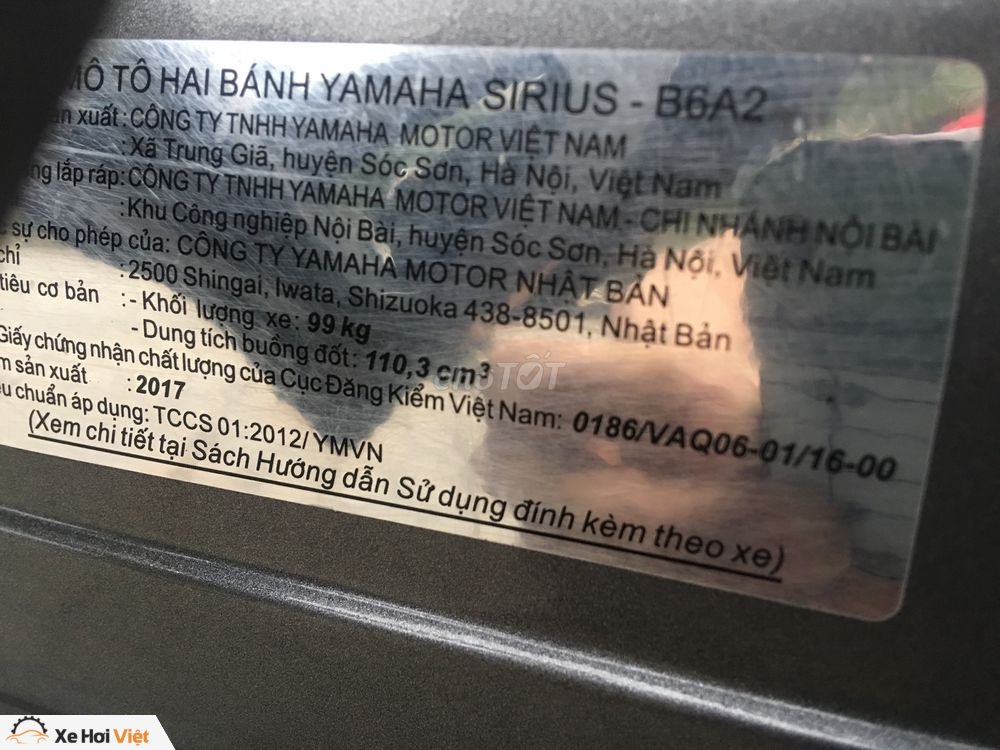 MÔ TÔ HAI BÁNH YAMAHA SIRIUS - B6A2
xuất : CÔNG TY TNHH YAMAHA MOTOR VIỆT NAM
: Xã Trung Giã, huyện Sóc Sơn, Hà Nội, Việt Nam
lắp ráp: CÔNG TY TNHH YAMAHA MOTOR VIỆT NAM - CHI NHÁNH NỘI BÀI
: Khu Công nghiệp Nội Bài, huyện Sóc Sơn, Hà Nội, Việt Nam
sự cho phép của: CÔNG TY YAMAHA MOTOR NHẬT BẢN
chỉ : 2500 Shingai, Iwata, Shizuoka 438-8501, Nhật Bản
tiêu cơ bản :- Khối lượng xe: 99 kg
- Dung tích buồng đốt: 110,3 cm³
Giấy chứng nhận chất lượng của Cục Đăng Kiểm Việt Nam: 0186/VAQ06-01/16-00
sản xuất : 2017
chuẩn áp dụng: TCCS 01:2012/YMVN
(Xem chi tiết tại Sách Hướng dẫn Sử dụng đính kèm theo xe)
CHỢ TỐT
Xe Hơi Việt